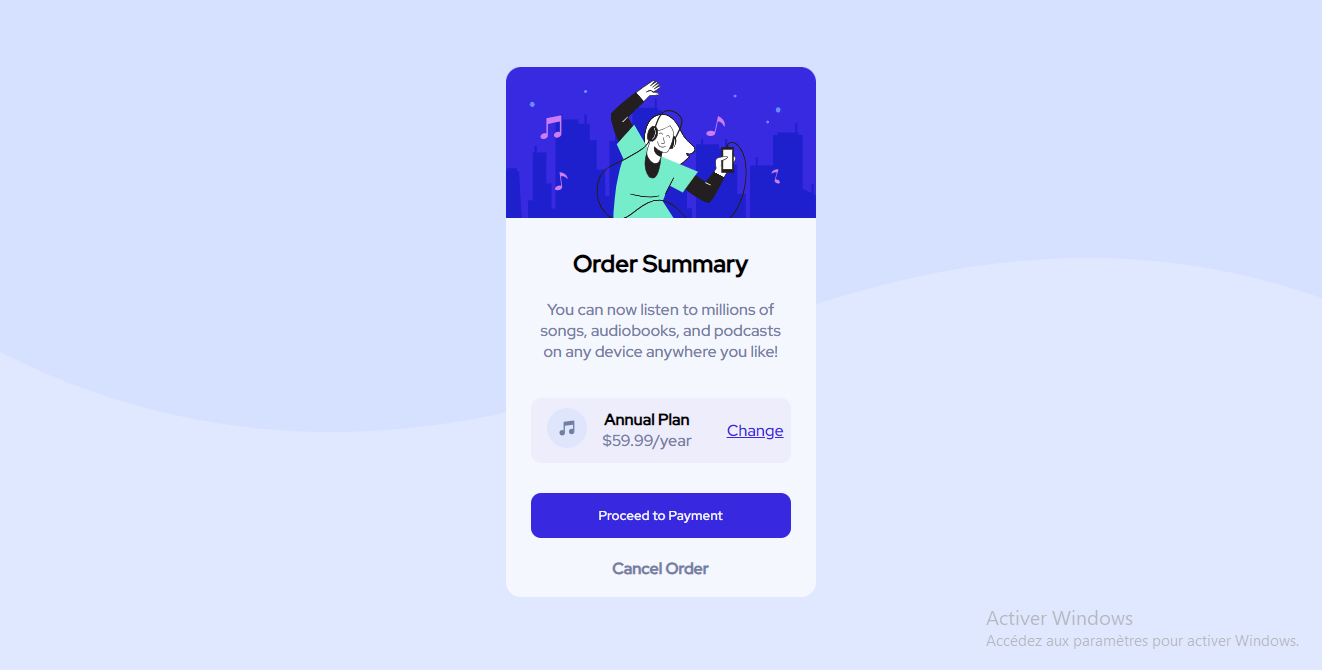 Order Summary
You can now listen to millions of
songs, audiobooks, and podcasts
on any device anywhere you like!
Annual Plan
$59.99/year
Change
Proceed to Payment
Cancel Order
Activer Windows
Accédez aux paramètres pour activer Windows.